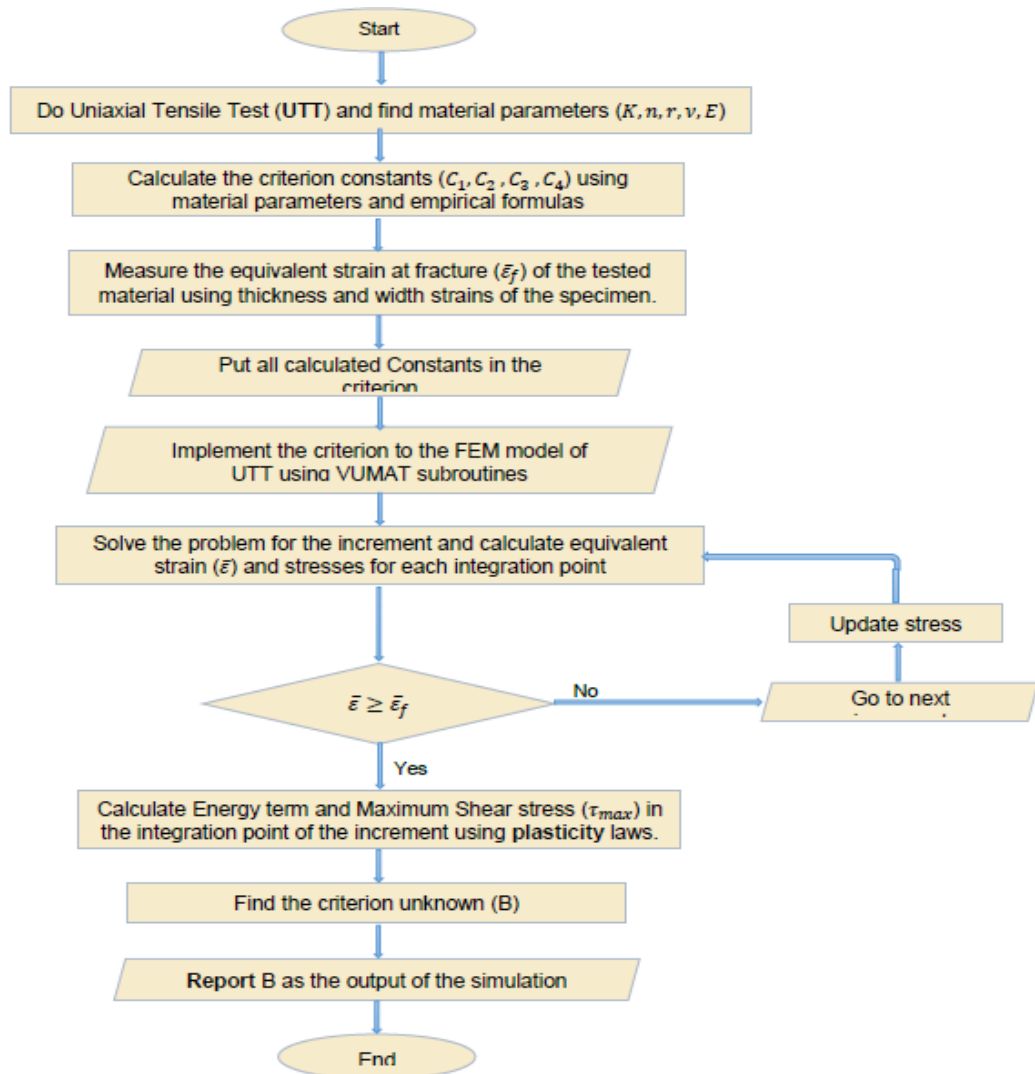 Start
Do Uniaxial Tensile Test (UTT) and find material parameters (K, n, r, ν, E)
Calculate the criterion constants (C₁, C₂ , C₃ , C₄) using
material parameters and empirical formulas
Measure the equivalent strain at fracture (ε̄_f) of the tested
material using thickness and width strains of the specimen.
Put all calculated Constants in the
criterion
Implement the criterion to the FEM model of
UTT using VUMAT subroutines
Solve the problem for the increment and calculate equivalent
strain (ε̄) and stresses for each integration point
Update stress
ε̄ ≥ ε̄_f
No
Go to next
Yes
Calculate Energy term and Maximum Shear stress (τ_max) in
the integration point of the increment using plasticity laws.
Find the criterion unknown (B)
Report B as the output of the simulation
End